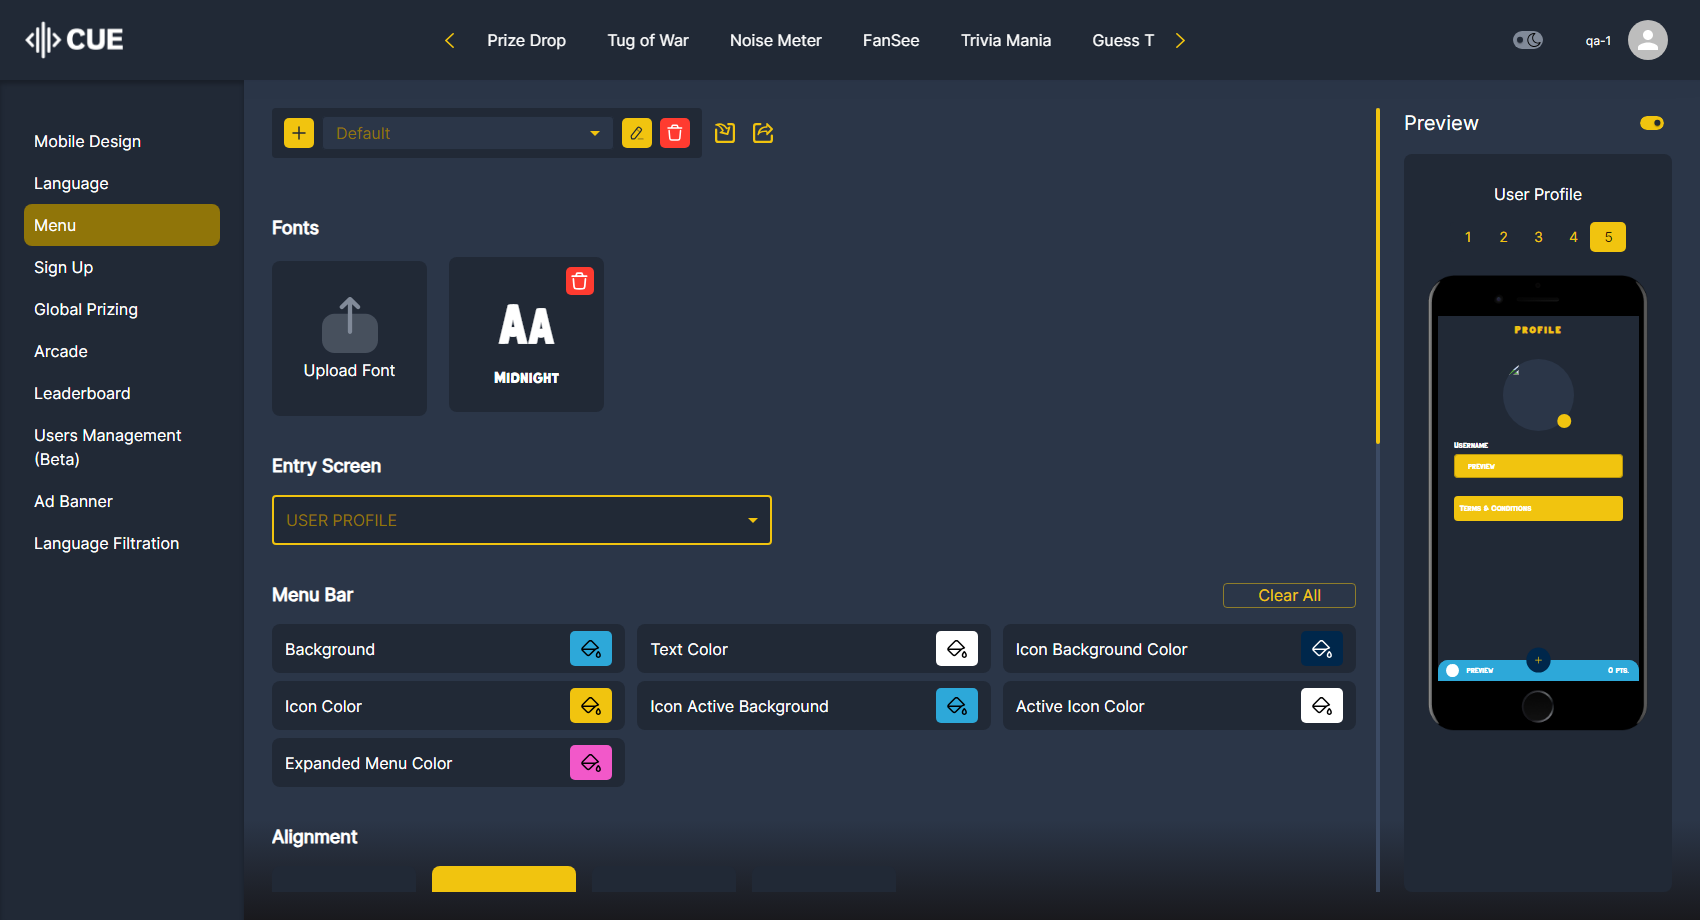 CUE
Prize Drop
Tug of War
Noise Meter
FanSee
Trivia Mania
Guess T
qa-1
Mobile Design
Language
Menu
Sign Up
Global Prizing
Arcade
Leaderboard
Users Management
(Beta)
Ad Banner
Language Filtration
Default
Fonts
Upload Font
AA
MIDNIGHT
Entry Screen
USER PROFILE
Menu Bar
Clear All
Background
Text Color
Icon Background Color
Icon Color
Icon Active Background
Active Icon Color
Expanded Menu Color
Alignment
Preview
User Profile
1 2 3 4 5
PROFILE
USERNAME
PREVIEW
TERMS & CONDITIONS
PREVIEW
0 PTS.